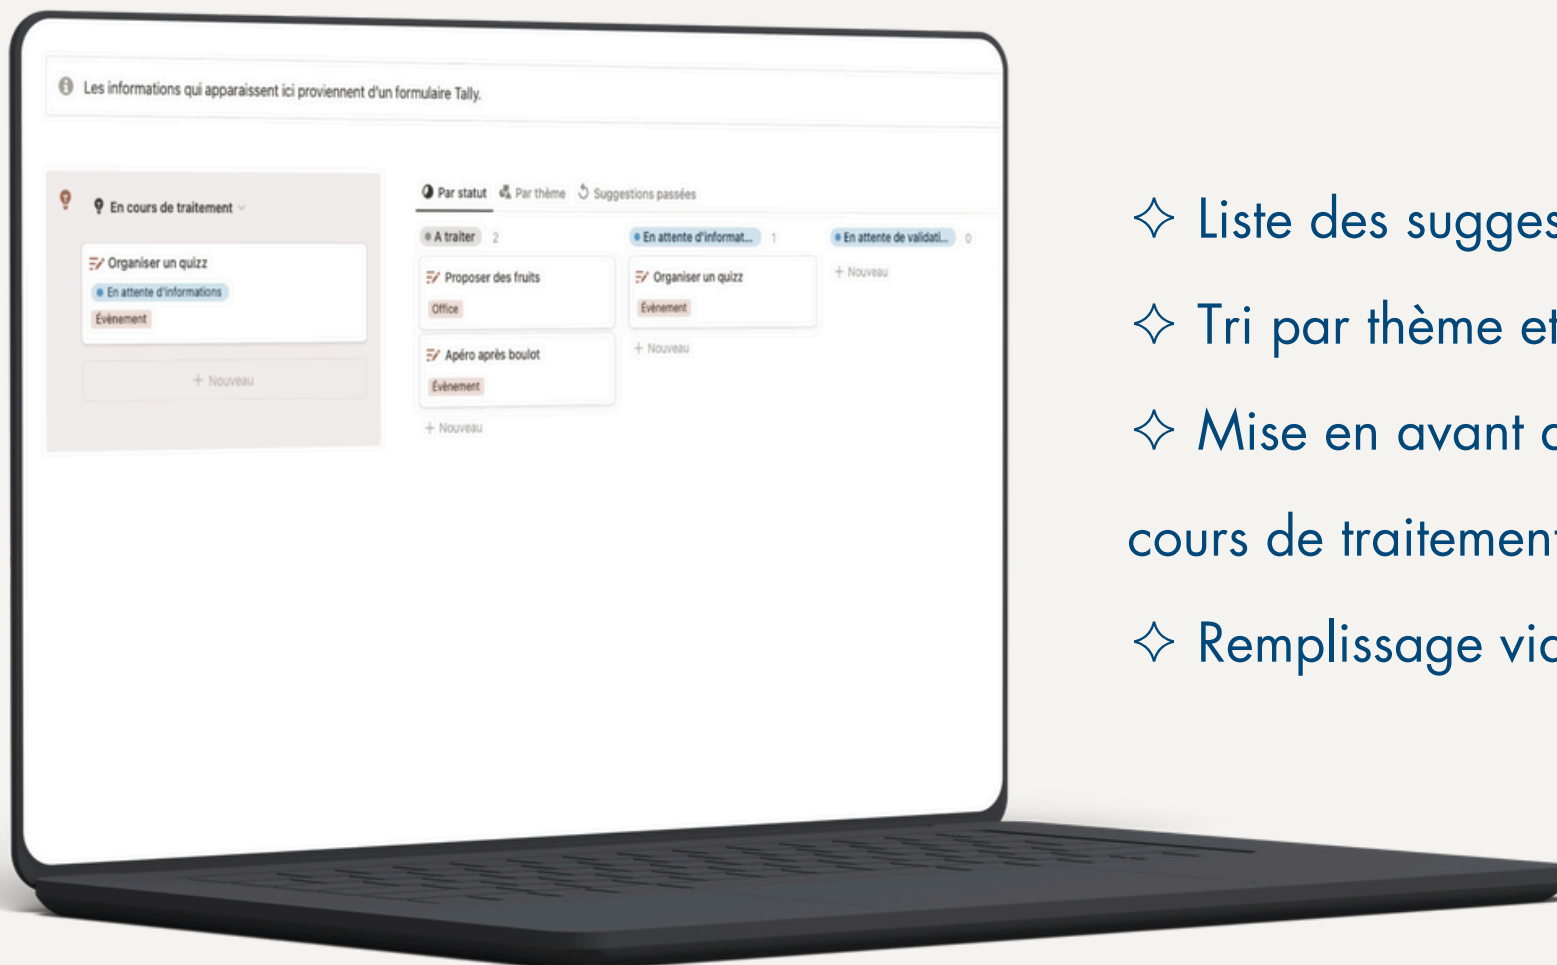 Les informations qui apparaissent ici proviennent d'un formulaire Tally.
En cours de traitement
Organiser un quizz
En attente d'informations
Évènement
+ Nouveau
Par statut Par thème Suggestions passées
A traiter 2
Proposer des fruits
Office
Apéro après boulot
Évènement
+ Nouveau
En attente d'informat... 1
Organiser un quizz
Évènement
+ Nouveau
En attente de validati... 0
+ Nouveau
✧ Liste des sugges
✧ Tri par thème et
✧ Mise en avant
cours de traitement
✧ Remplissage via